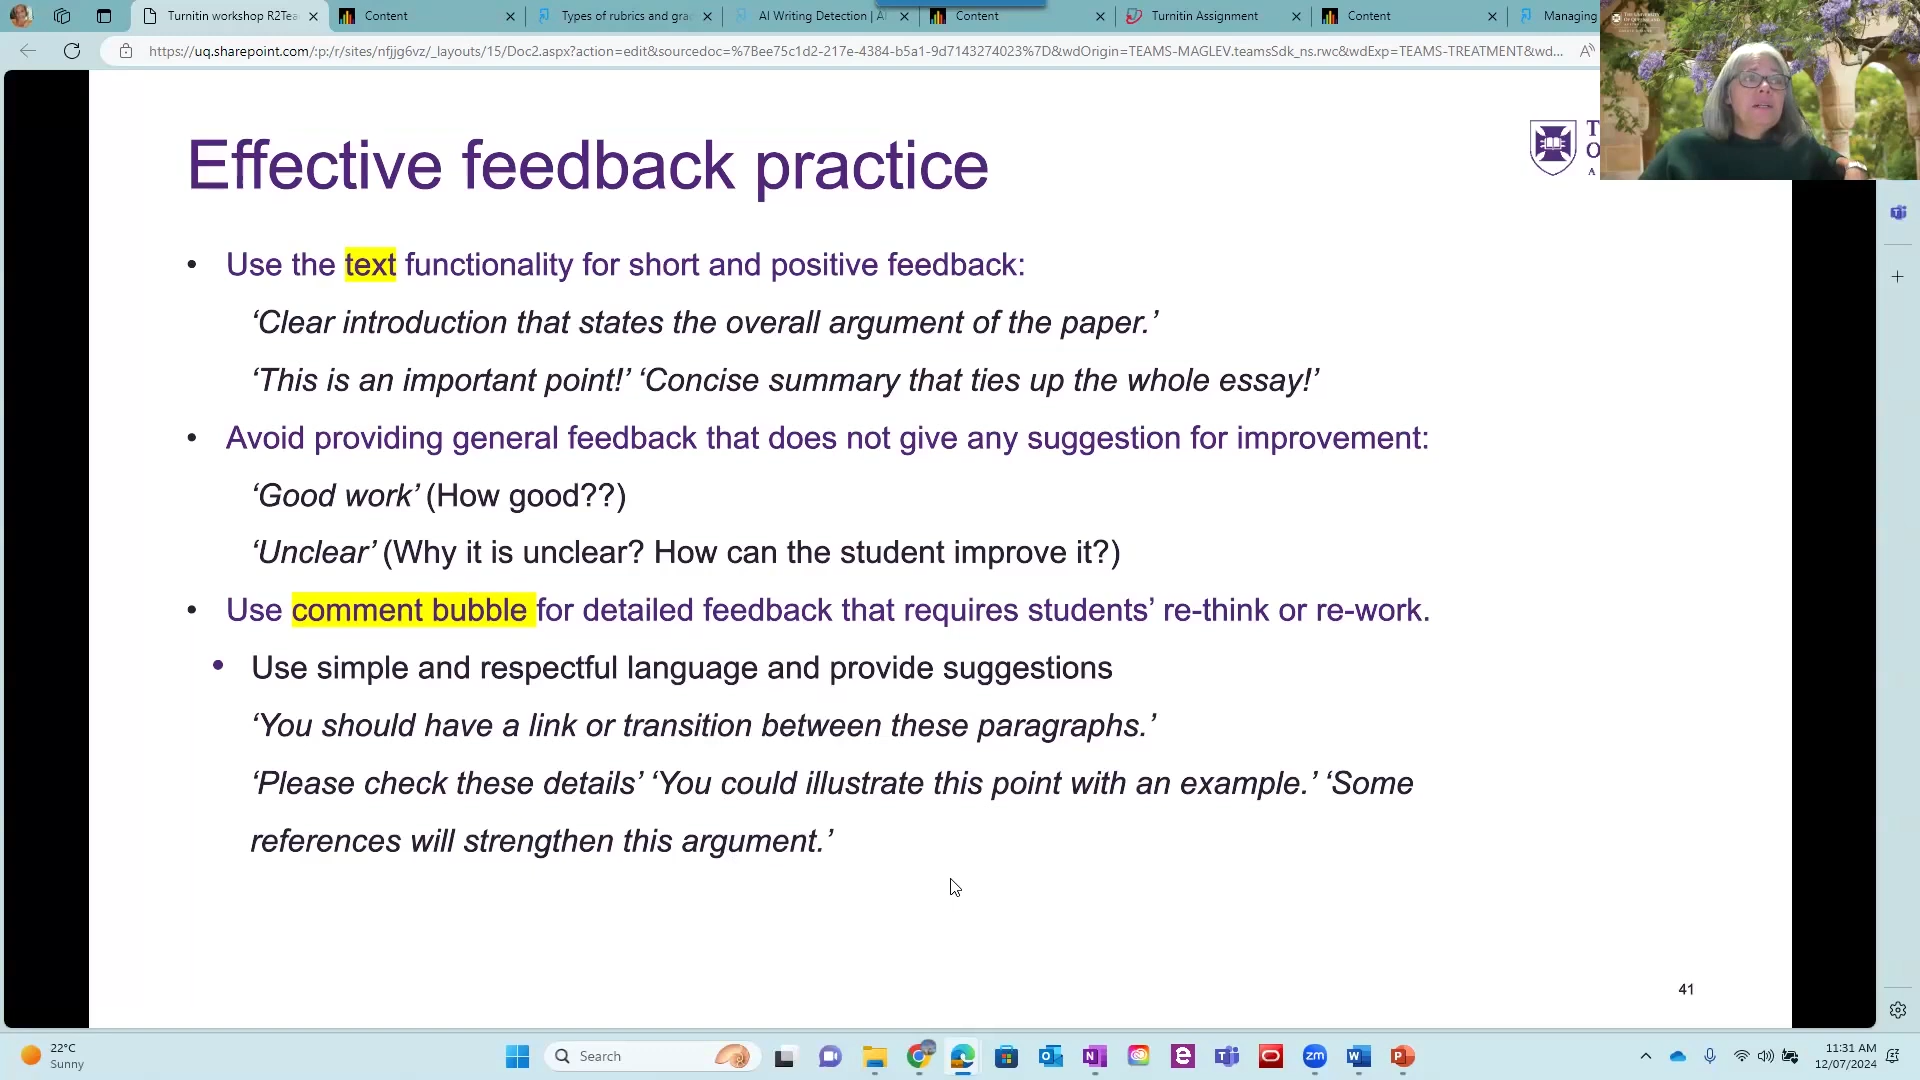 Turnitin workshop R2Tea
Content
Types of rubrics and gra
AI Writing Detection | AI
Content
Turnitin Assignment
Content
Managing
https://uq.sharepoint.com/:p:/r/sites/nfjjg6vz/_layouts/15/Doc2.aspx?action=edit&sourcedoc=%7Bee75c1d2-217e-4384-b5a1-9d7143274023%7D&wdOrigin=TEAMS-MAGLEV.teamsSdk_ns.rwc&wdExp=TEAMS-TREATMENT&wd...
Effective feedback practice
T
O
A
• Use the text functionality for short and positive feedback:
‘Clear introduction that states the overall argument of the paper.’
‘This is an important point!’ ‘Concise summary that ties up the whole essay!’
• Avoid providing general feedback that does not give any suggestion for improvement:
‘Good work’ (How good??)
‘Unclear’ (Why it is unclear? How can the student improve it?)
• Use comment bubble for detailed feedback that requires students’ re-think or re-work.
• Use simple and respectful language and provide suggestions
‘You should have a link or transition between these paragraphs.’
‘Please check these details’ ‘You could illustrate this point with an example.’ ‘Some
references will strengthen this argument.’
41
22°C
Sunny
Search
zm
11:31 AM
12/07/2024